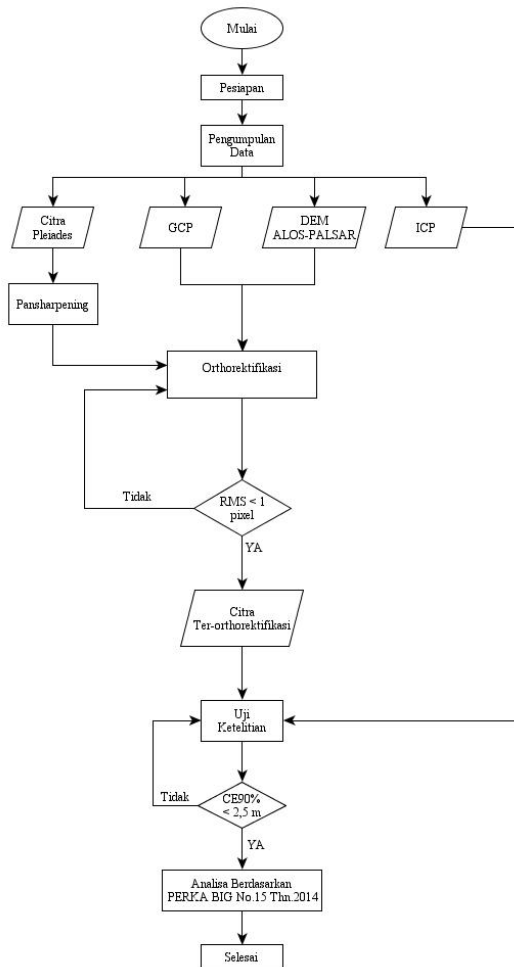 Mulai
Pesiapan
Pengumpulan
Data
Citra
Pleiades
GCP
DEM
ALOS-PALSAR
ICP
Pansharpening
Orthorektifikasi
Tidak
RMS < 1
pixel
YA
Citra
Ter-orthorektifikasi
Uji
Ketelitian
Tidak
CE90%
< 2,5 m
YA
Analisa Berdasarkan
PERKA BIG No.15 Thn.2014
Selesai